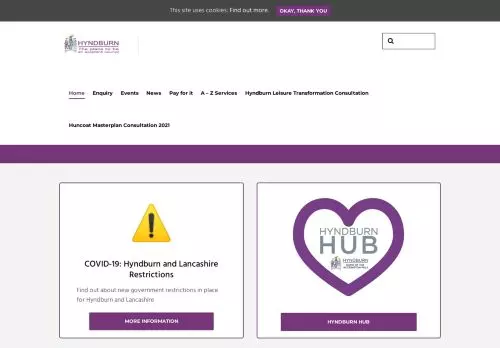 This site uses cookies: Find out more. OKAY, THANK YOU
HYNDBURN
The place to be
Home Enquiry Events News Pay for it A – Z Services Hyndburn Leisure Transformation Consultation
Huncoat Masterplan Consultation 2021
COVID-19: Hyndburn and Lancashire
Restrictions
Find out about new government restrictions in place
for Hyndburn and Lancashire
MORE INFORMATION
HYNDBURN
HUB
HYNDBURN
HYNDBURN HUB